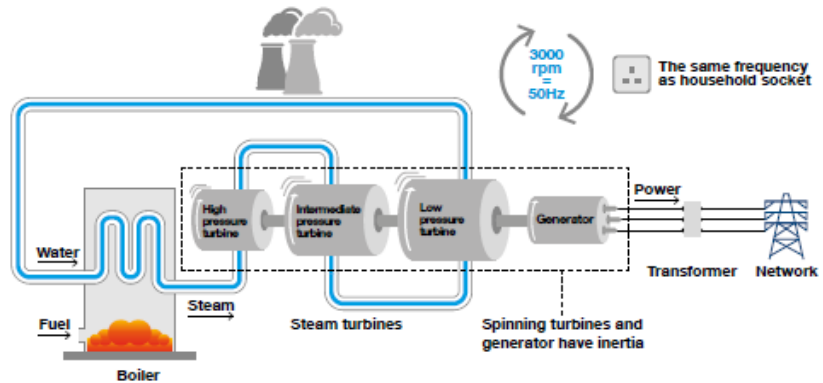 3000
rpm
=
50Hz
The same frequency
as household socket
High
pressure
turbine
Intermediate
pressure
turbine
Low
pressure
turbine
Generator
Power
Water
Steam
Fuel
Boiler
Steam turbines
Spinning turbines and
generator have inertia
Transformer
Network